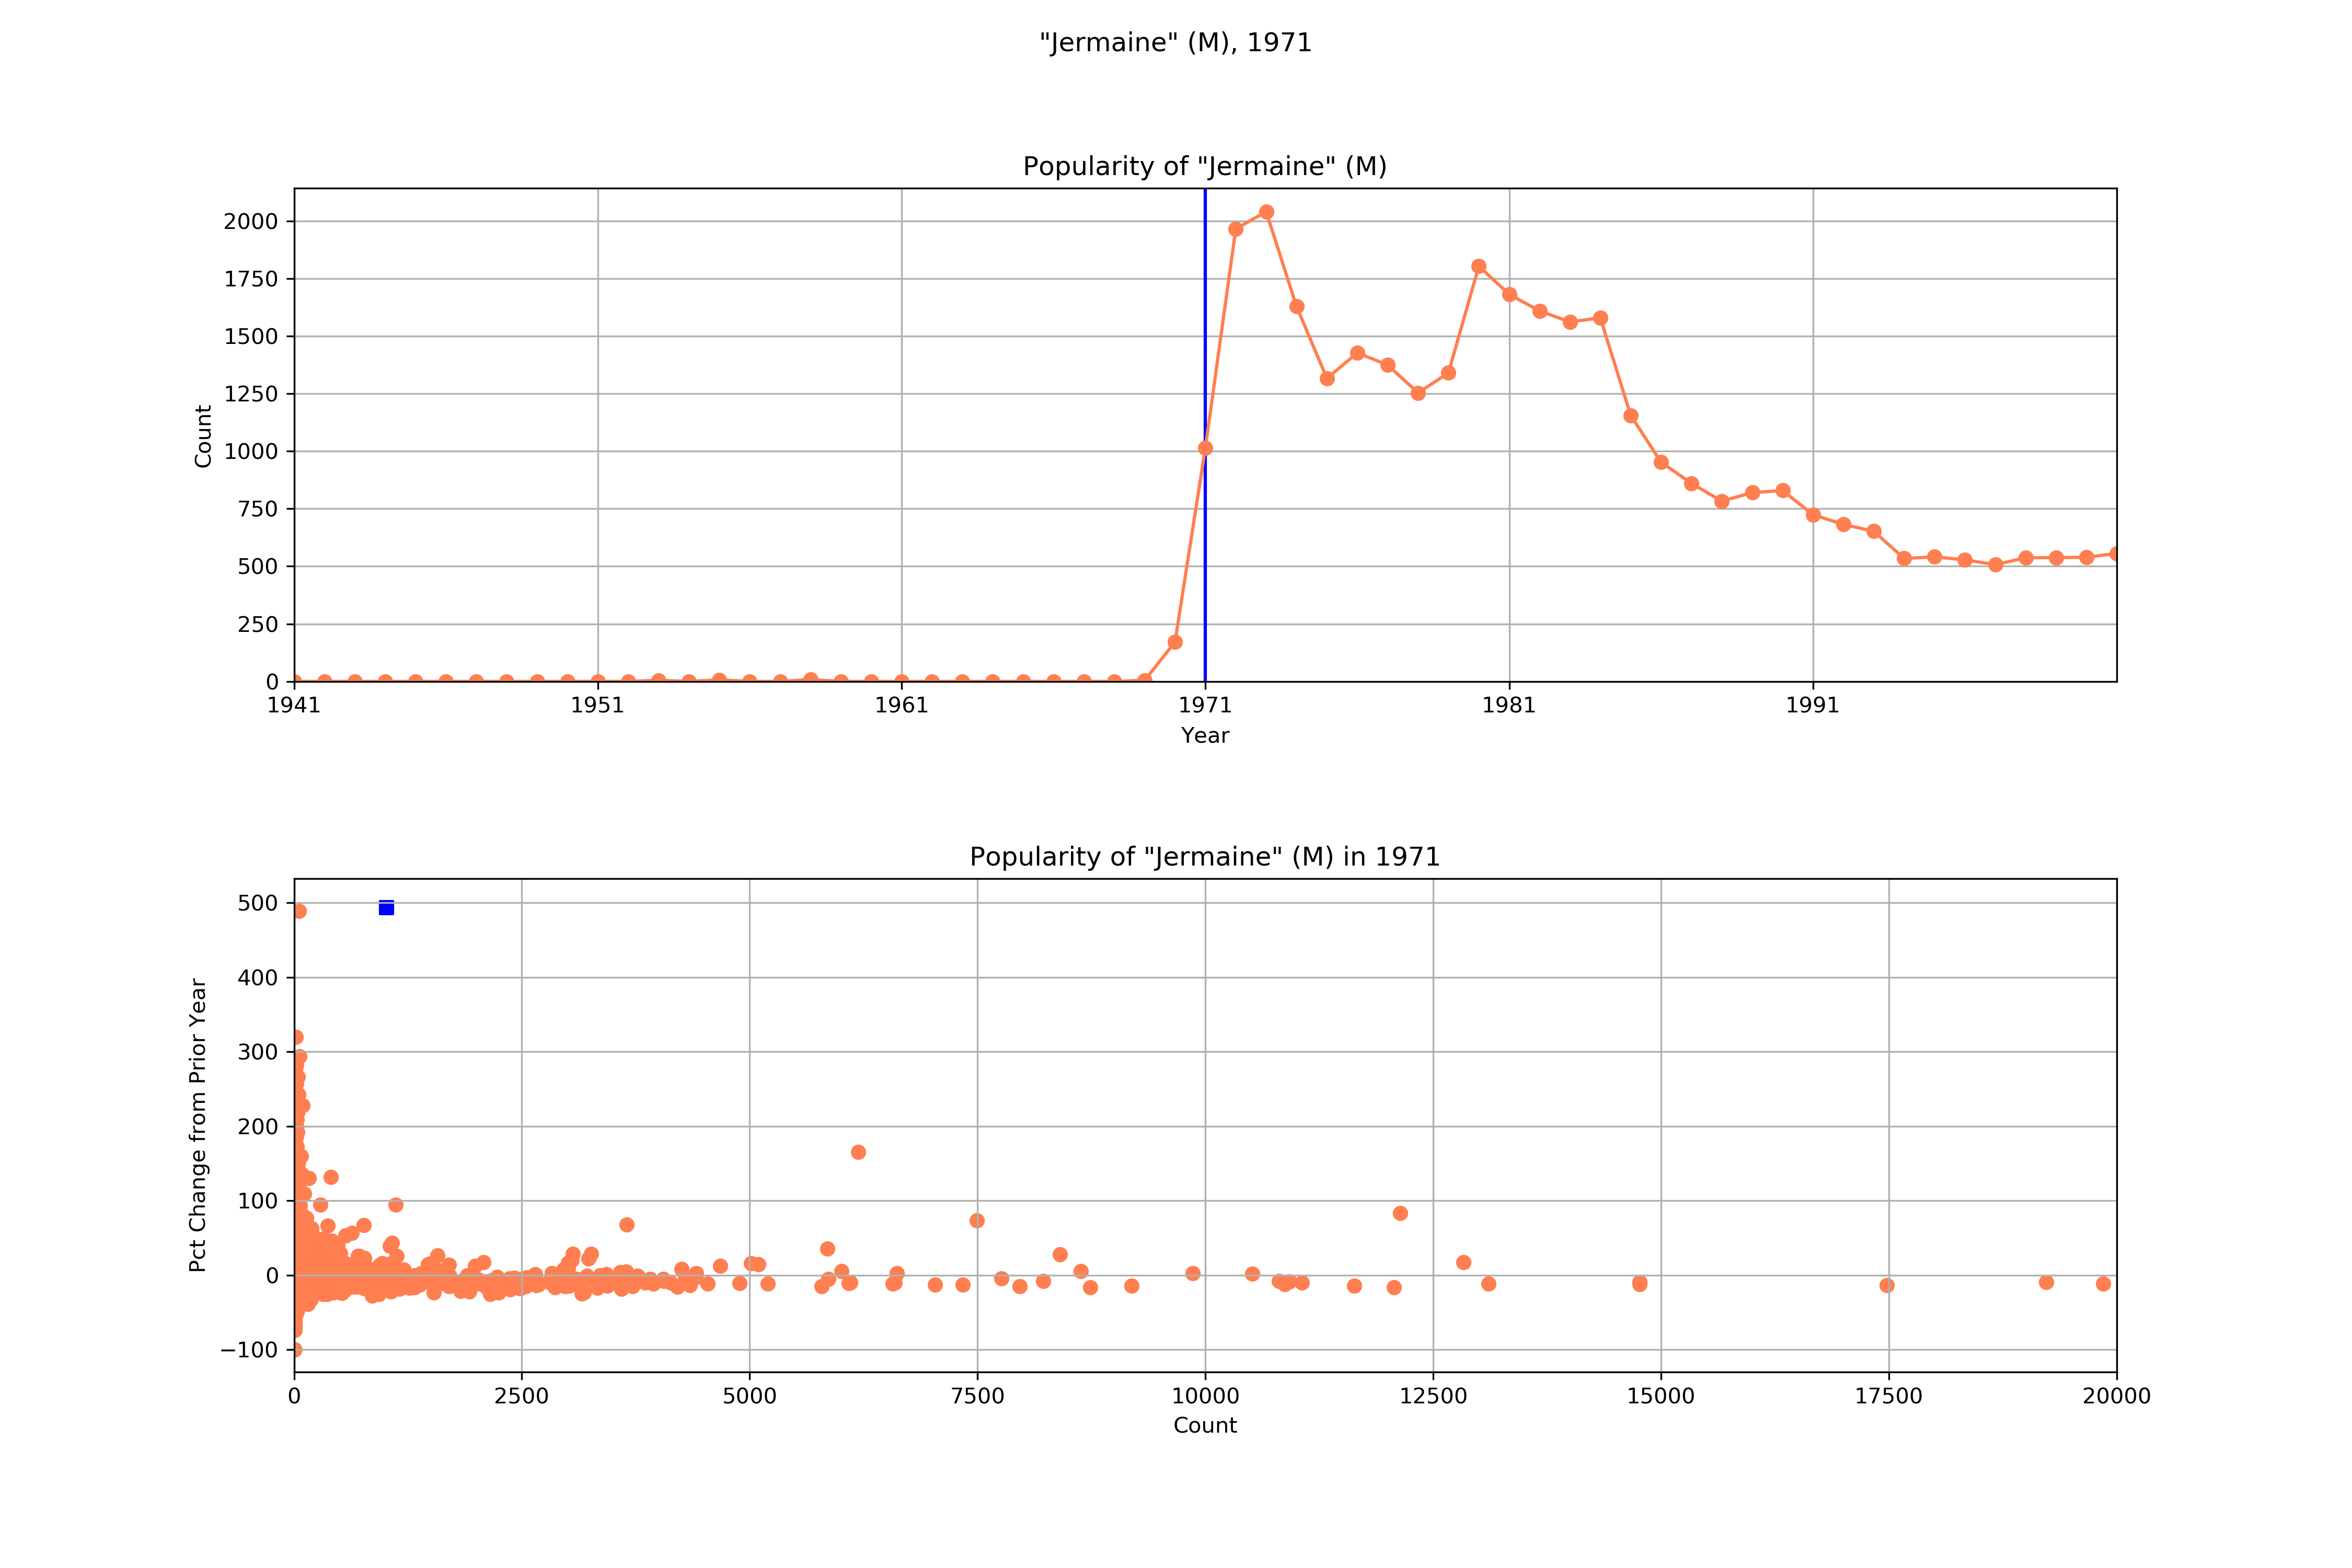 "Jermaine" (M), 1971
Popularity of "Jermaine" (M)
2000
1750
1500
1250
1000
750
500
250
0
Count
1941 1951 1961 1971 1981 1991
Year
Popularity of "Jermaine" (M) in 1971
500
400
300
200
100
0
−100
Pct Change from Prior Year
0 2500 5000 7500 10000 12500 15000 17500 20000
Count